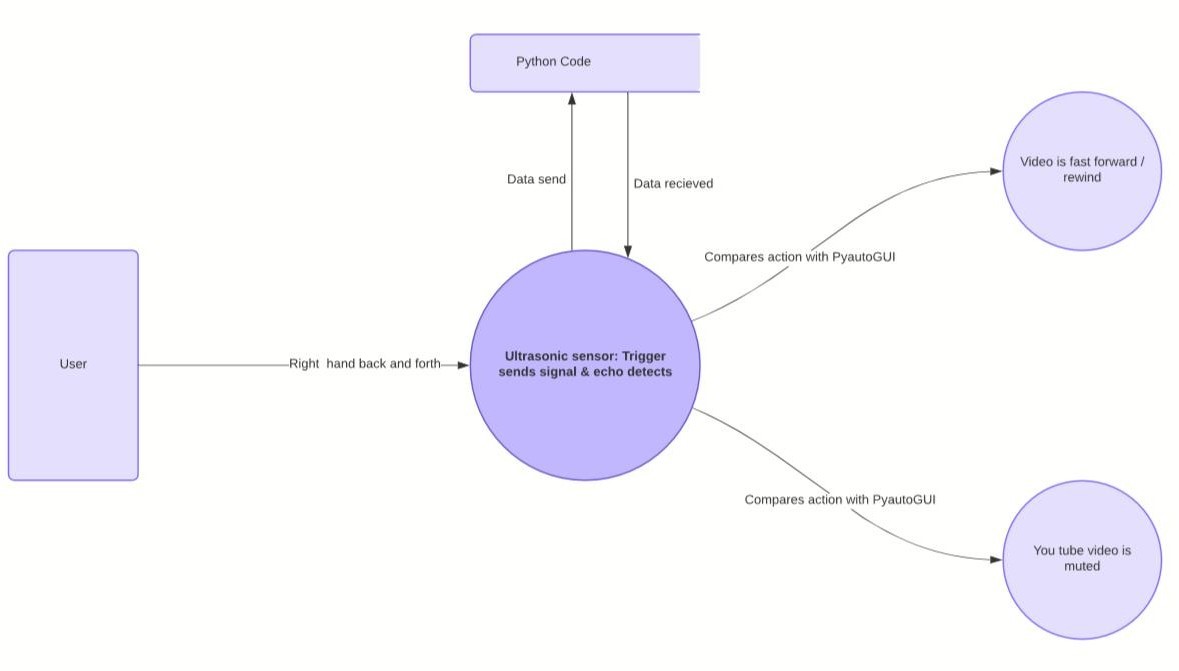 Python Code
Data send
Data recieved
Video is fast forward /
rewind
Compares action with PyautoGUI
User
Right  hand back and forth
Ultrasonic sensor: Trigger
sends signal & echo detects
Compares action with PyautoGUI
You tube video is
muted